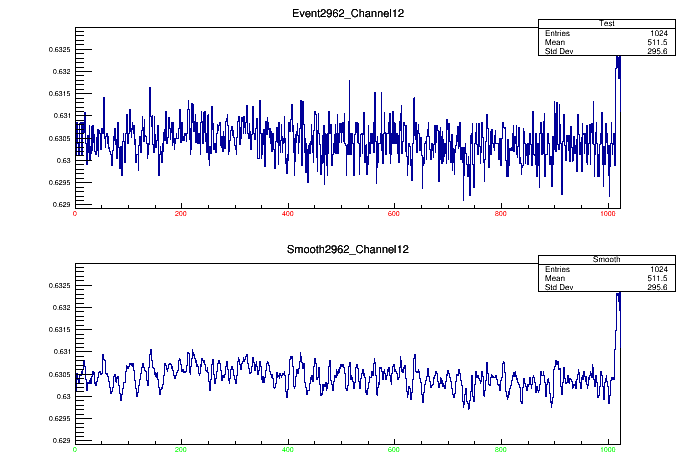 Event2962_Channel12
Test
Entries 1024
Mean 511.5
Std Dev 295.6
0.6325
0.632
0.6315
0.631
0.6305
0.63
0.6295
0.629
0 200 400 600 800 1000
Smooth2962_Channel12
Smooth
Entries 1024
Mean 511.5
Std Dev 295.6
0.6325
0.632
0.6315
0.631
0.6305
0.63
0.6295
0.629
0 200 400 600 800 1000